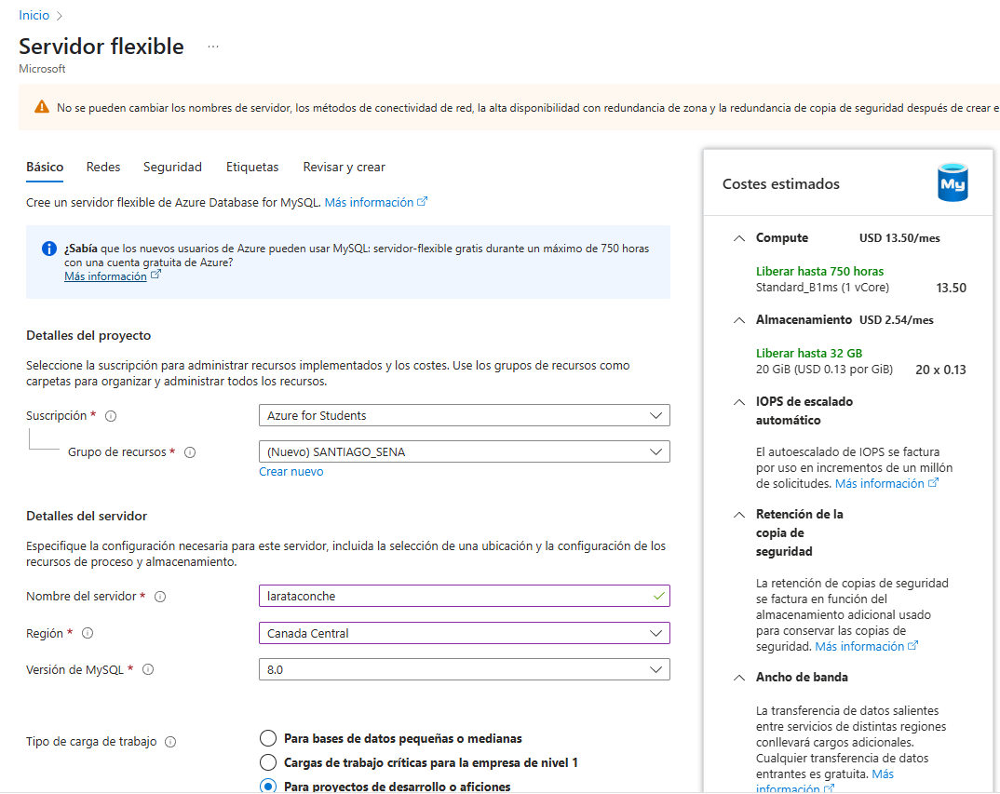 Inicio
Servidor flexible
Microsoft
No se pueden cambiar los nombres de servidor, los métodos de conectividad de red, la alta disponibilidad con redundancia de zona y la redundancia de copia de seguridad después de crear e
Básico Redes Seguridad Etiquetas Revisar y crear
Cree un servidor flexible de Azure Database for MySQL. Más información
¿Sabía que los nuevos usuarios de Azure pueden usar MySQL: servidor-flexible gratis durante un máximo de 750 horas
con una cuenta gratuita de Azure?
Más información
Detalles del proyecto
Seleccione la suscripción para administrar recursos implementados y los costes. Use los grupos de recursos como
carpetas para organizar y administrar todos los recursos.
Suscripción *
Azure for Students
Grupo de recursos *
(Nuevo) SANTIAGO_SENA
Crear nuevo
Detalles del servidor
Especifique la configuración necesaria para este servidor, incluida la selección de una ubicación y la configuración de los
recursos de proceso y almacenamiento.
Nombre del servidor *
larataconche
Región *
Canada Central
Versión de MySQL *
8.0
Tipo de carga de trabajo
Para bases de datos pequeñas o medianas
Cargas de trabajo críticas para la empresa de nivel 1
Para proyectos de desarrollo o aficiones
Costes estimados
My
Compute USD 13.50/mes
Liberar hasta 750 horas
Standard_B1ms (1 vCore) 13.50
Almacenamiento USD 2.54/mes
Liberar hasta 32 GB
20 GiB (USD 0.13 por GiB) 20 x 0.13
IOPS de escalado
automático
El autoescalado de IOPS se factura
por uso en incrementos de un millón
de solicitudes. Más información
Retención de la
copia de
seguridad
La retención de copias de seguridad
se factura en función del
almacenamiento adicional usado
para conservar las copias de
seguridad. Más información
Ancho de banda
La transferencia de datos salientes
entre servicios de distintas regiones
conllevará cargos adicionales.
Cualquier transferencia de datos
entrantes es gratuita. Más
información